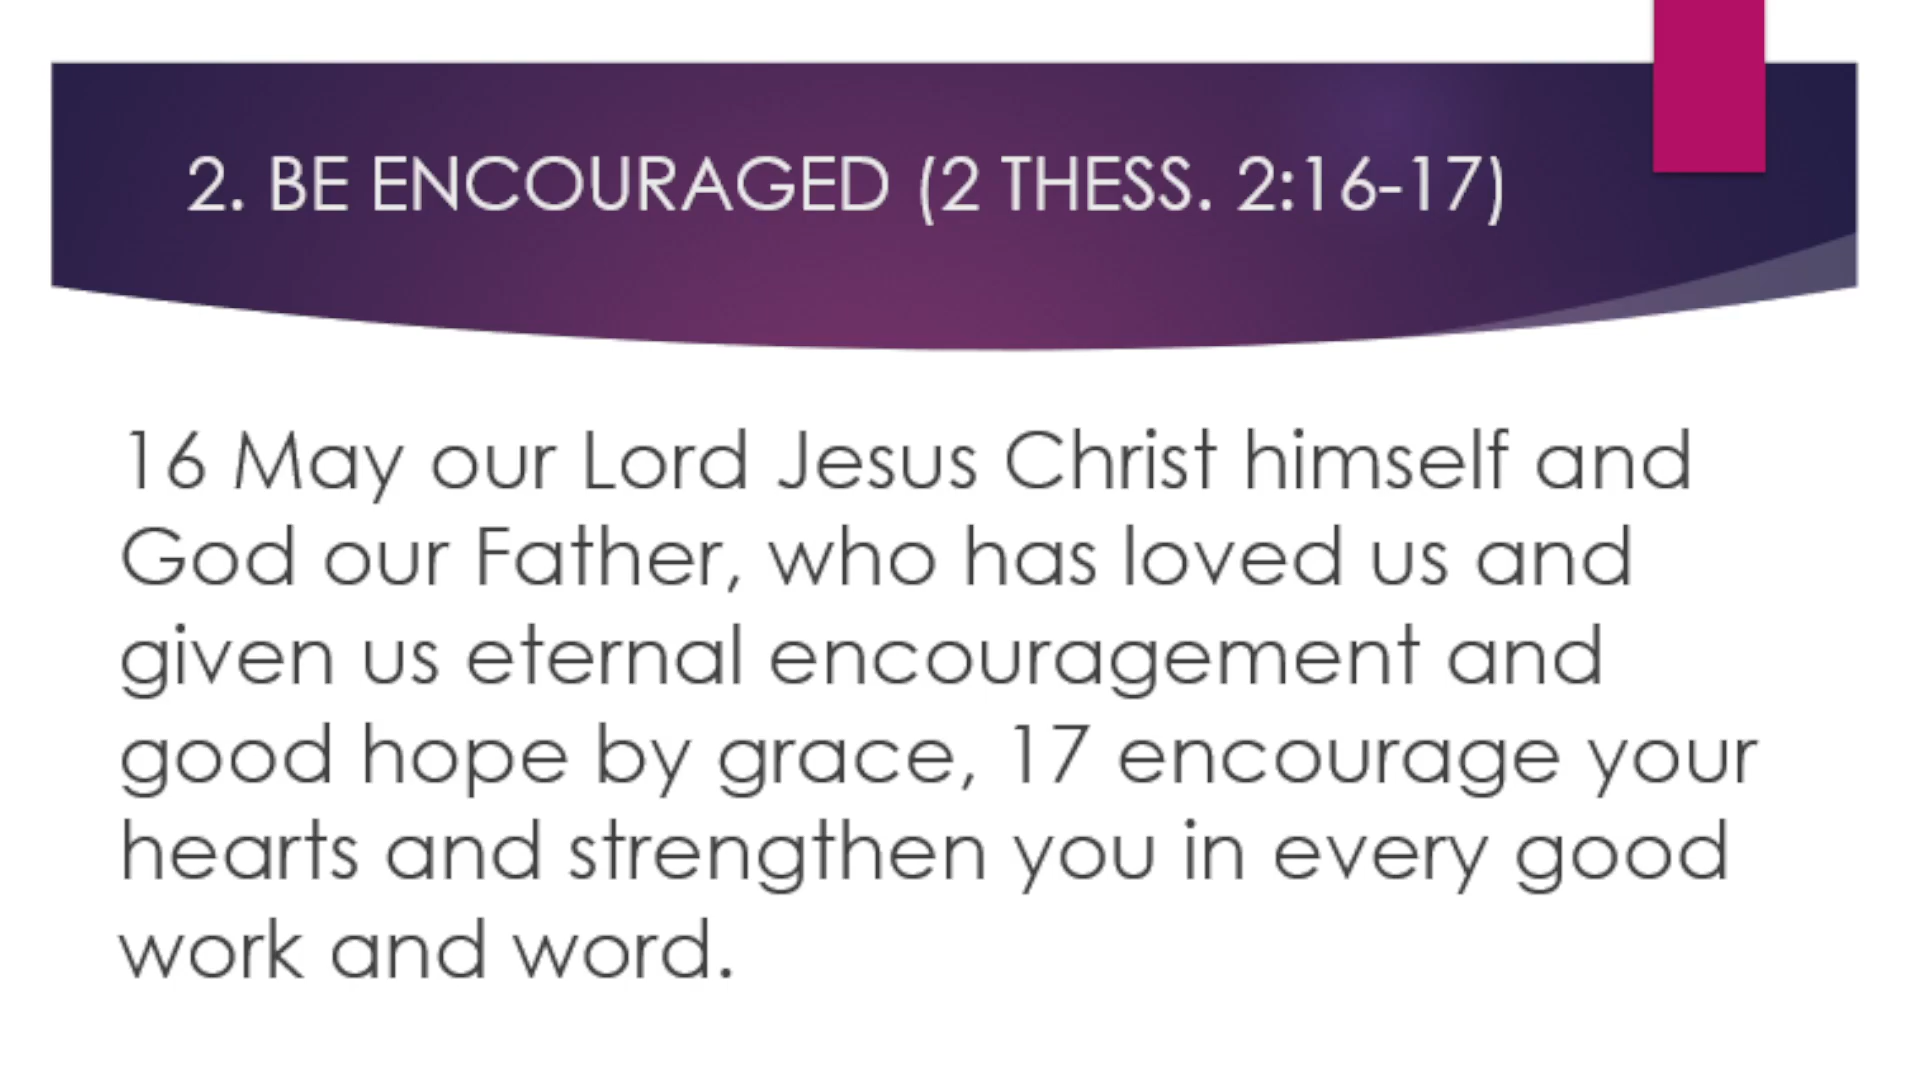 2. BE ENCOURAGED (2 THESS. 2:16-17)
16 May our Lord Jesus Christ himself and
God our Father, who has loved us and
given us eternal encouragement and
good hope by grace, 17 encourage your
hearts and strengthen you in every good
work and word.